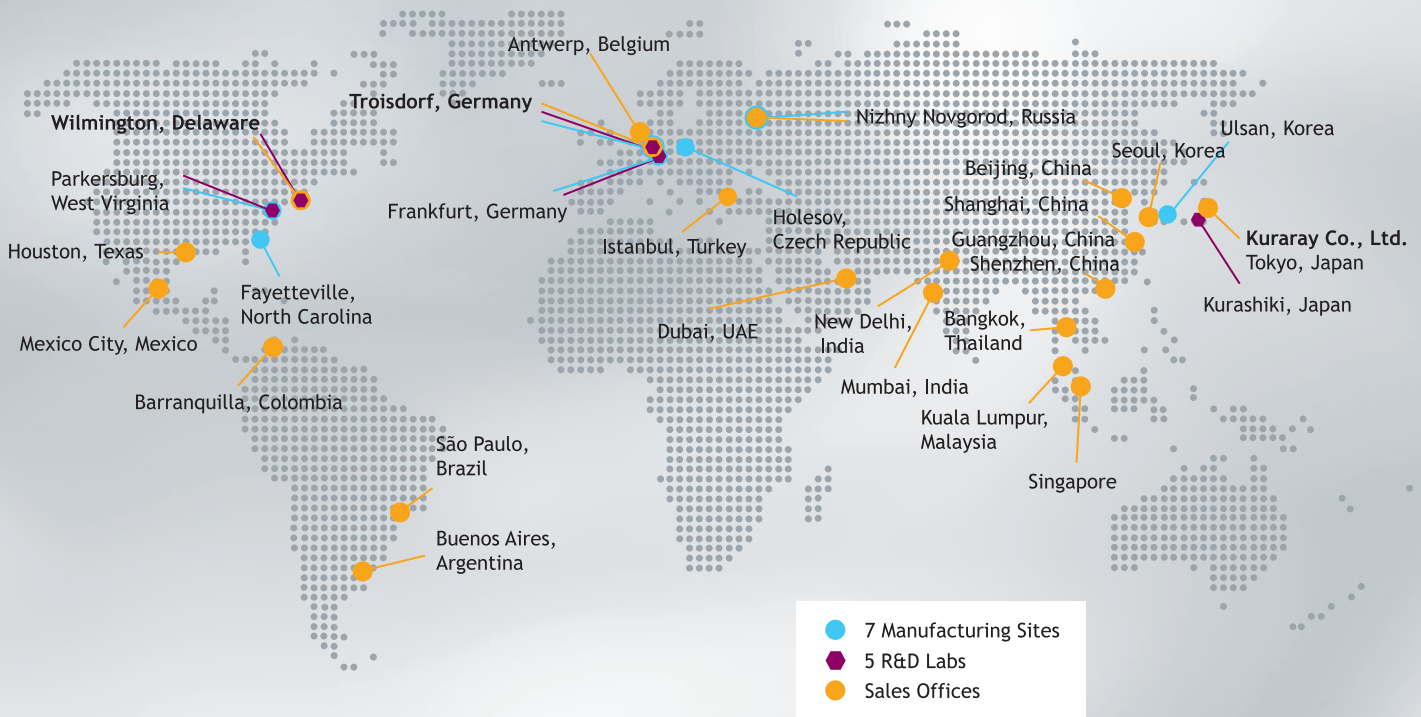 Antwerp, Belgium
Troisdorf, Germany
Wilmington, Delaware
Nizhny Novgorod, Russia
Ulsan, Korea
Seoul, Korea
Beijing, China
Parkersburg,
West Virginia
Shanghai, China
Frankfurt, Germany
Holesov,
Czech Republic
Istanbul, Turkey
Guangzhou, China
Shenzhen, China
Kuraray Co., Ltd.
Tokyo, Japan
Houston, Texas
Fayetteville,
North Carolina
Kurashiki, Japan
Dubai, UAE
New Delhi,
India
Bangkok,
Thailand
Mexico City, Mexico
Mumbai, India
Barranquilla, Colombia
Kuala Lumpur,
Malaysia
São Paulo,
Brazil
Singapore
Buenos Aires,
Argentina
7 Manufacturing Sites
5 R&D Labs
Sales Offices